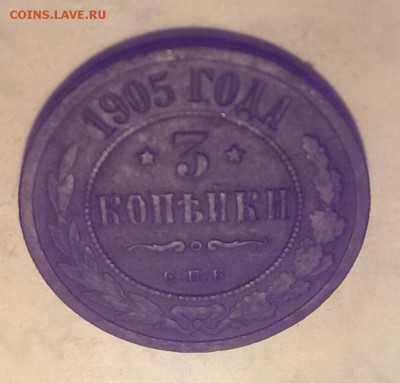 COINS.LAVE.RU
1905 ГОДА
3
КОПѢЙКИ
С.П.Б.